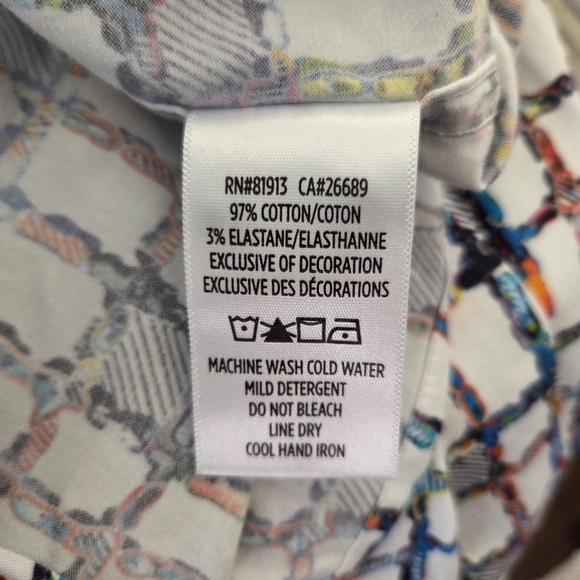 RN#81913 CA#26689
97% COTTON/COTON
3% ELASTANE/ELASTHANNE
EXCLUSIVE OF DECORATION
EXCLUSIVE DES DÉCORATIONS
MACHINE WASH COLD WATER
MILD DETERGENT
DO NOT BLEACH
LINE DRY
COOL HAND IRON